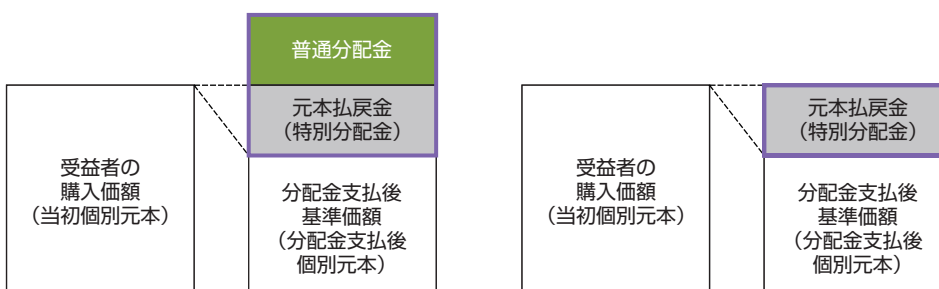 普通分配金
元本払戻金
（特別分配金）
受益者の
購入価額
（当初個別元本）
分配金支払後
基準価額
（分配金支払後
個別元本）
元本払戻金
（特別分配金）
受益者の
購入価額
（当初個別元本）
分配金支払後
基準価額
（分配金支払後
個別元本）